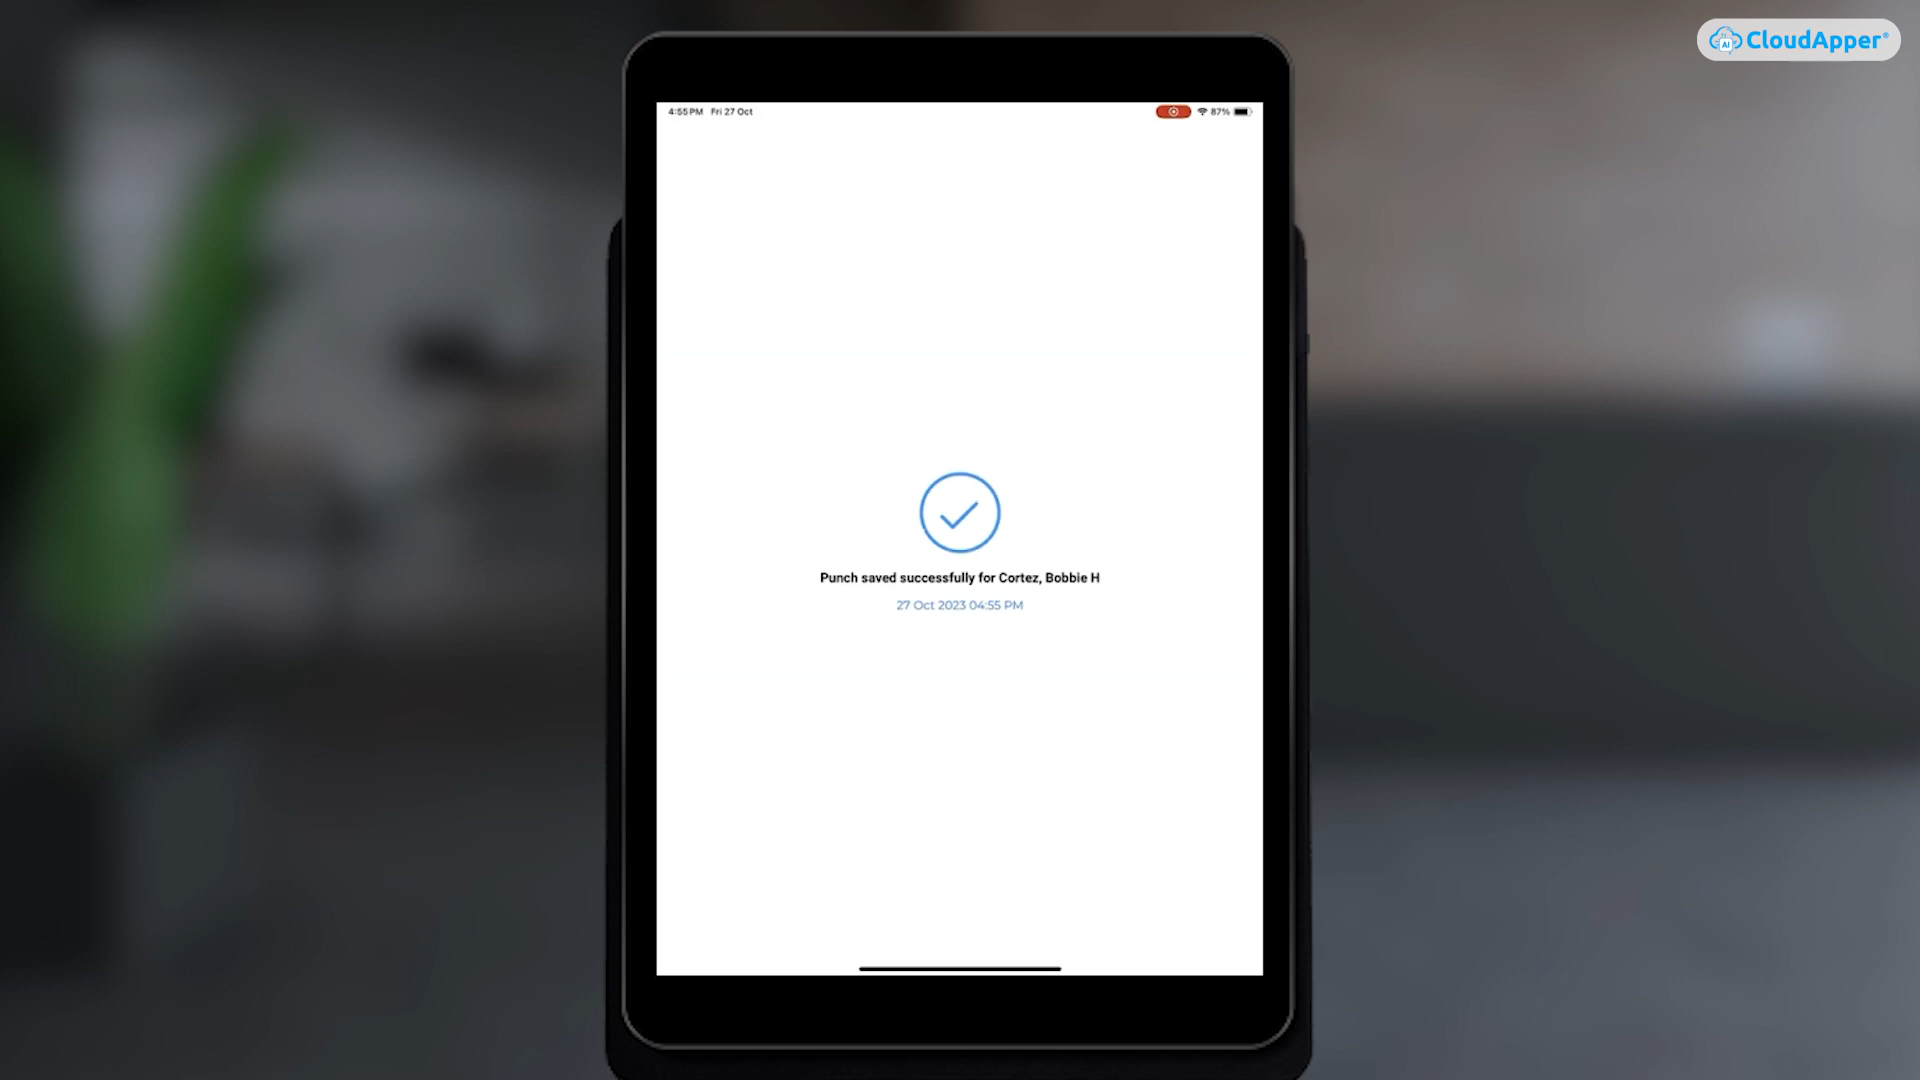 AI CloudApper®
4:55 PM Fri 27 Oct 87%
Punch saved successfully for Cortez, Bobbie H
27 Oct 2023 04:55 PM